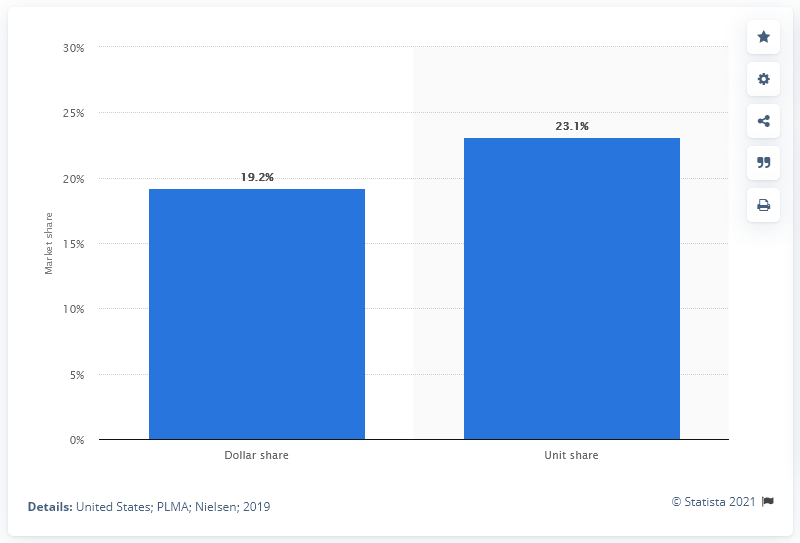 30%
25%
20%
15%
10%
5%
0%
Market share
19.2%
23.1%
Dollar share
Unit share
Details: United States; PLMA; Nielsen; 2019
© Statista 2021